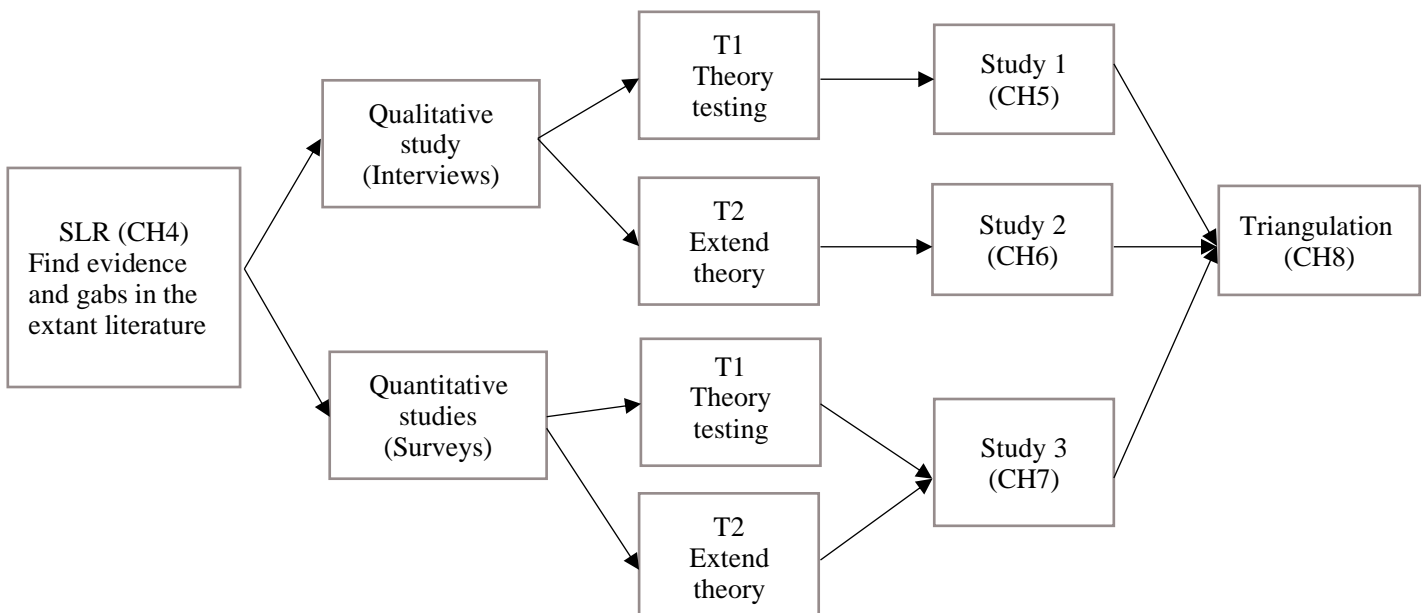 SLR (CH4)
Find evidence
and gabs in the
extant literature
Qualitative
study
(Interviews)
Quantitative
studies
(Surveys)
T1
Theory
testing
T2
Extend
theory
T1
Theory
testing
T2
Extend
theory
Study 1
(CH5)
Study 2
(CH6)
Study 3
(CH7)
Triangulation
(CH8)